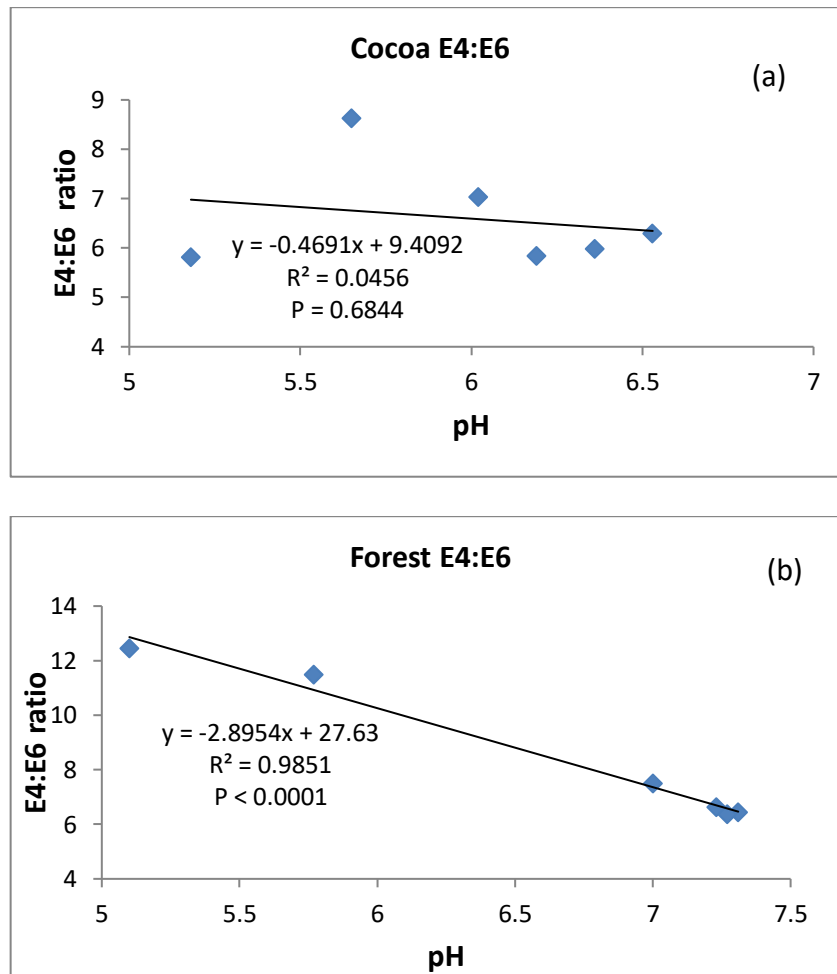 Cocoa E4:E6
(a)
E4:E6 ratio
9
8
7
6
5
4
y = -0.4691x + 9.4092
R² = 0.0456
P = 0.6844
5
5.5
6
6.5
7
pH
Forest E4:E6
(b)
E4:E6 ratio
14
12
10
8
6
4
y = -2.8954x + 27.63
R² = 0.9851
P < 0.0001
5
5.5
6
6.5
7
7.5
pH